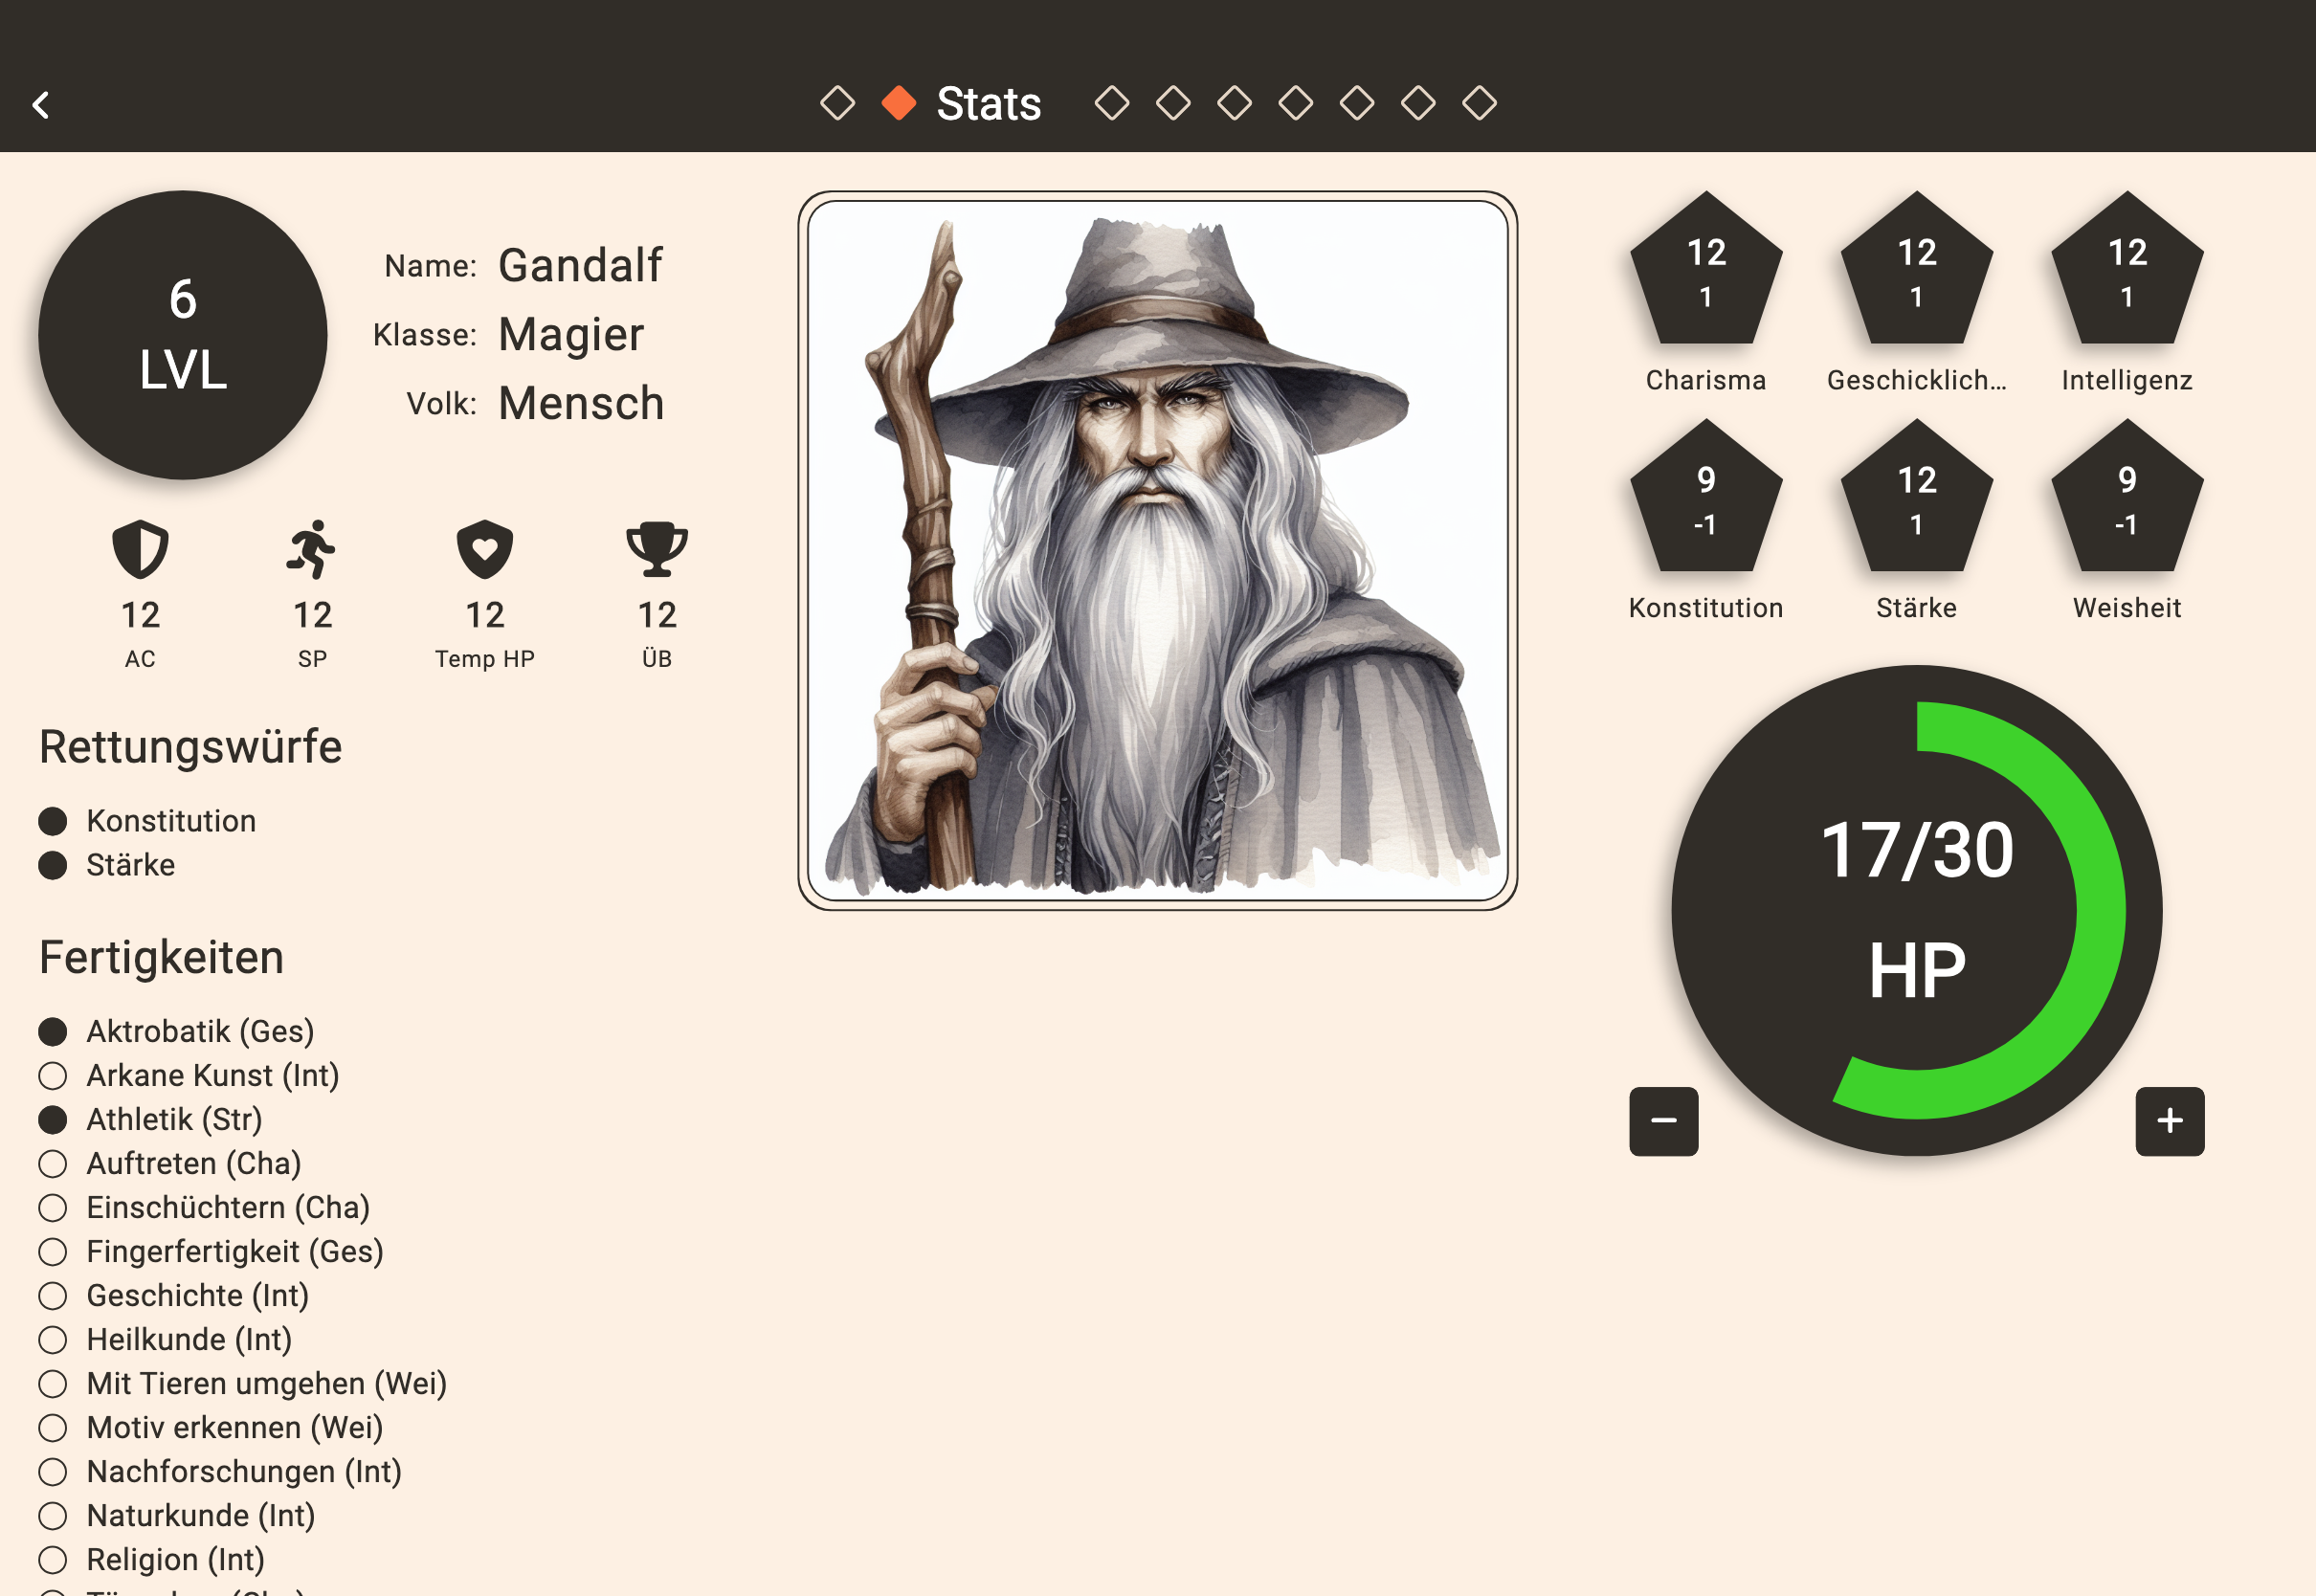 Stats
6
LVL
Name: Gandalf
Klasse: Magier
Volk: Mensch
12
AC
12
SP
12
Temp HP
12
ÜB
Rettungswürfe
Konstitution
Stärke
Fertigkeiten
Aktrobatik (Ges)
Arkane Kunst (Int)
Athletik (Str)
Auftreten (Cha)
Einschüchtern (Cha)
Fingerfertigkeit (Ges)
Geschichte (Int)
Heilkunde (Int)
Mit Tieren umgehen (Wei)
Motiv erkennen (Wei)
Nachforschungen (Int)
Naturkunde (Int)
Religion (Int)
12
1
Charisma
12
1
Geschicklich...
12
1
Intelligenz
9
-1
Konstitution
12
1
Stärke
9
-1
Weisheit
17/30
HP